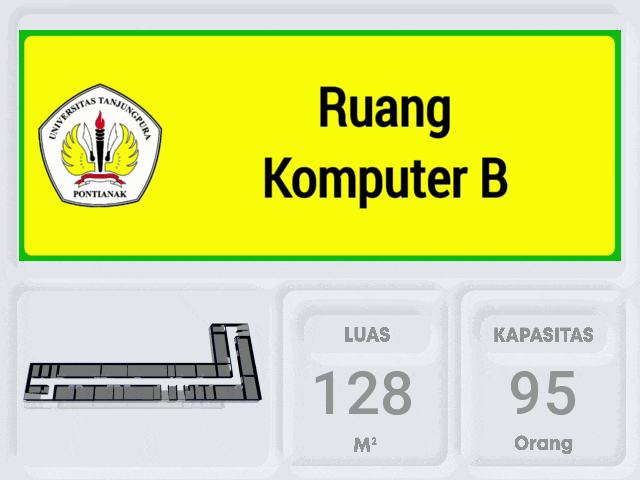 UNIVERSITAS TANJUNGPURA
PONTIANAK
Ruang
Komputer B
LUAS
128
M²
KAPASITAS
95
Orang